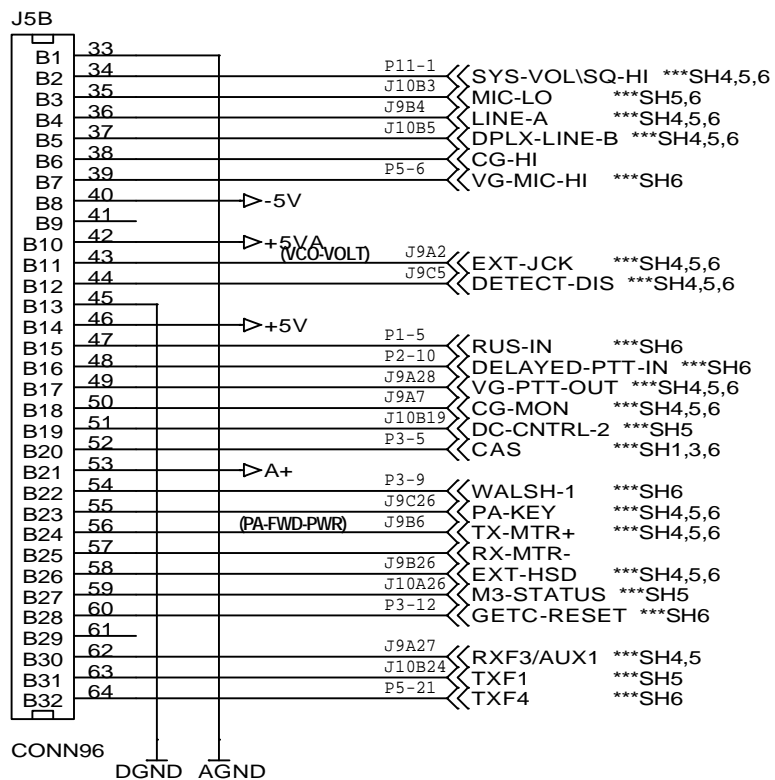 J5B
B1 33
B2 34 P11-1 SYS-VOL\SQ-HI ***SH4,5,6
B3 35 J10B3 MIC-LO ***SH5,6
B4 36 J9B4 LINE-A ***SH4,5,6
B5 37 J10B5 DPLX-LINE-B ***SH4,5,6
B6 38 CG-HI
B7 39 P5-6 VG-MIC-HI ***SH6
B8 40 -5V
B9 41
B10 42 +5VA
(VCO-VOLT)
B11 43 J9A2 EXT-JCK ***SH4,5,6
B12 44 J9C5 DETECT-DIS ***SH4,5,6
B13 45
B14 46 +5V
B15 47 P1-5 RUS-IN ***SH6
B16 48 P2-10 DELAYED-PTT-IN ***SH6
B17 49 J9A28 VG-PTT-OUT ***SH4,5,6
B18 50 J9A7 CG-MON ***SH4,5,6
B19 51 J10B19 DC-CNTRL-2 ***SH5
B20 52 P3-5 CAS ***SH1,3,6
B21 53 A+
B22 54 P3-9 WALSH-1 ***SH6
B23 55 J9C26 PA-KEY ***SH4,5,6
B24 56 (PA-FWD-PWR) J9B6 TX-MTR+ ***SH4,5,6
B25 57 RX-MTR-
B26 58 J9B26 EXT-HSD ***SH4,5,6
B27 59 J10A26 M3-STATUS ***SH5
B28 60 P3-12 GETC-RESET ***SH6
B29 61
B30 62 J9A27 RXF3/AUX1 ***SH4,5
B31 63 J10B24 TXF1 ***SH5
B32 64 P5-21 TXF4 ***SH6
CONN96
DGND AGND